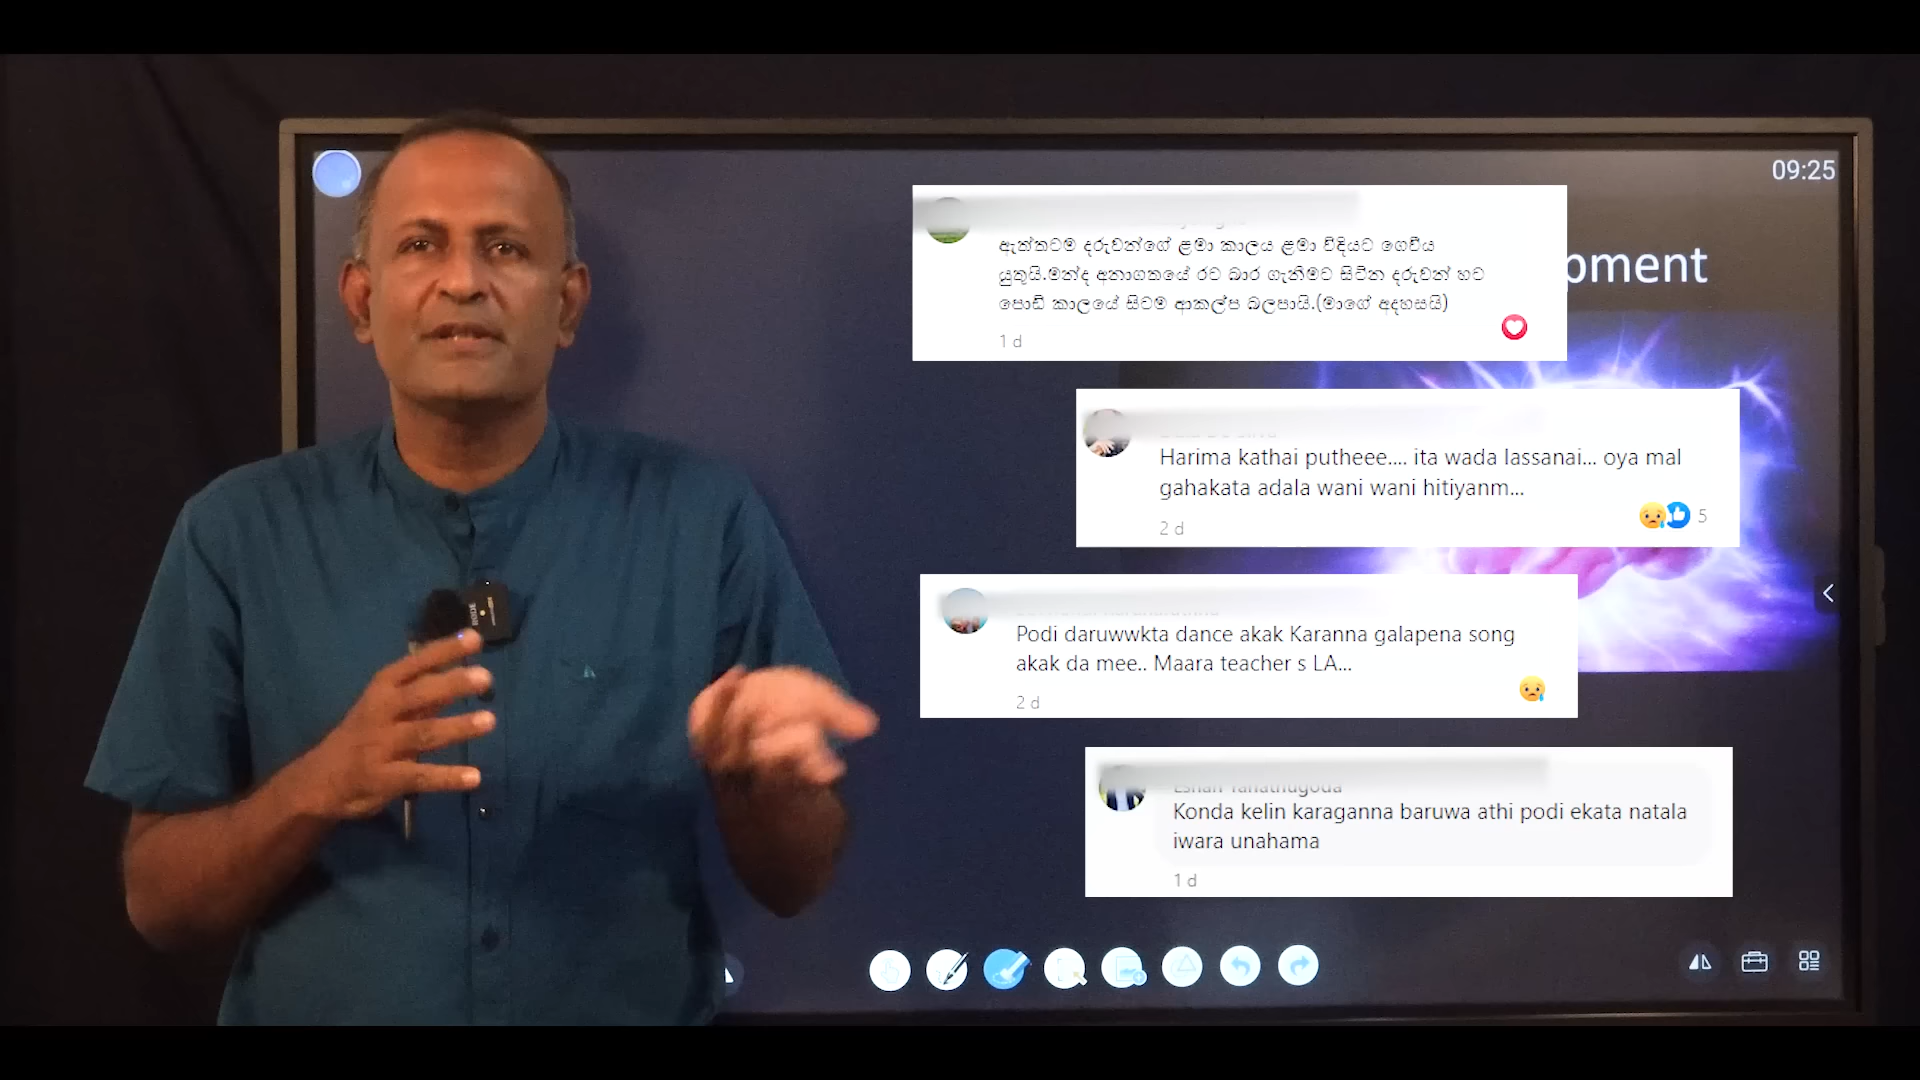 09:25
pment
ඇත්තටම දරුවන්ගේ ළමා කාලය ළමා විදියට ගෙවිය
යුතුයි.මන්ද අනාගතයේ රට බාර ගැනීමට සිටින දරුවන් හට
පොඩි කාලයේ සිටම ආකල්ප බලපායි.(මාගේ අදහසයි)
1 d
Harima kathai putheee.... ita wada lassanai... oya mal
gahakata adala wani wani hitiyanm...
2 d
5
Podi daruwwkta dance akak Karanna galapena song
akak da mee.. Maara teacher s LA...
2 d
Konda kelin karaganna baruwa athi podi ekata natala
iwara unahama
1 d
RODE